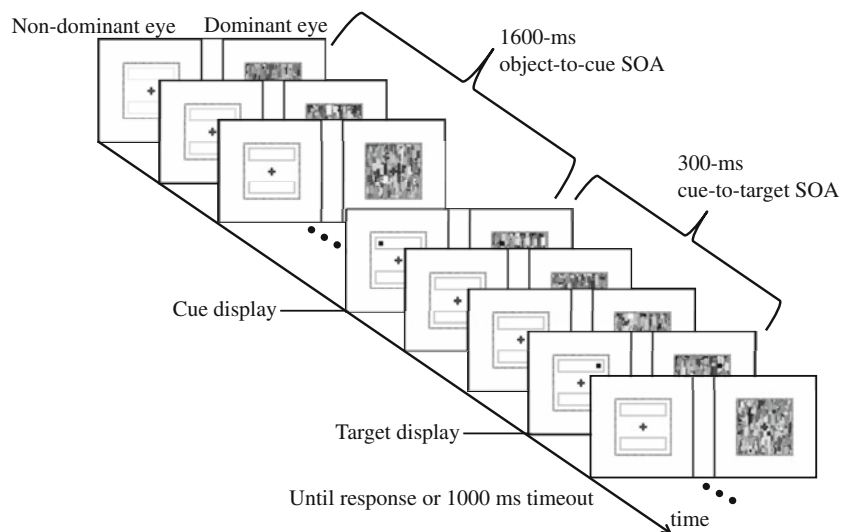 Non-dominant eye
Dominant eye
1600-ms
object-to-cue SOA
300-ms
cue-to-target SOA
Cue display
Target display
Until response or 1000 ms timeout
time